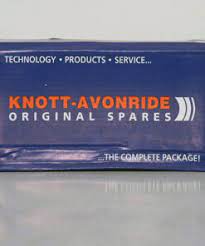 TECHNOLOGY • PRODUCTS • SERVICE...
KNOTT-AVONRIDE
ORIGINAL SPARES
...THE COMPLETE PACKAGE!